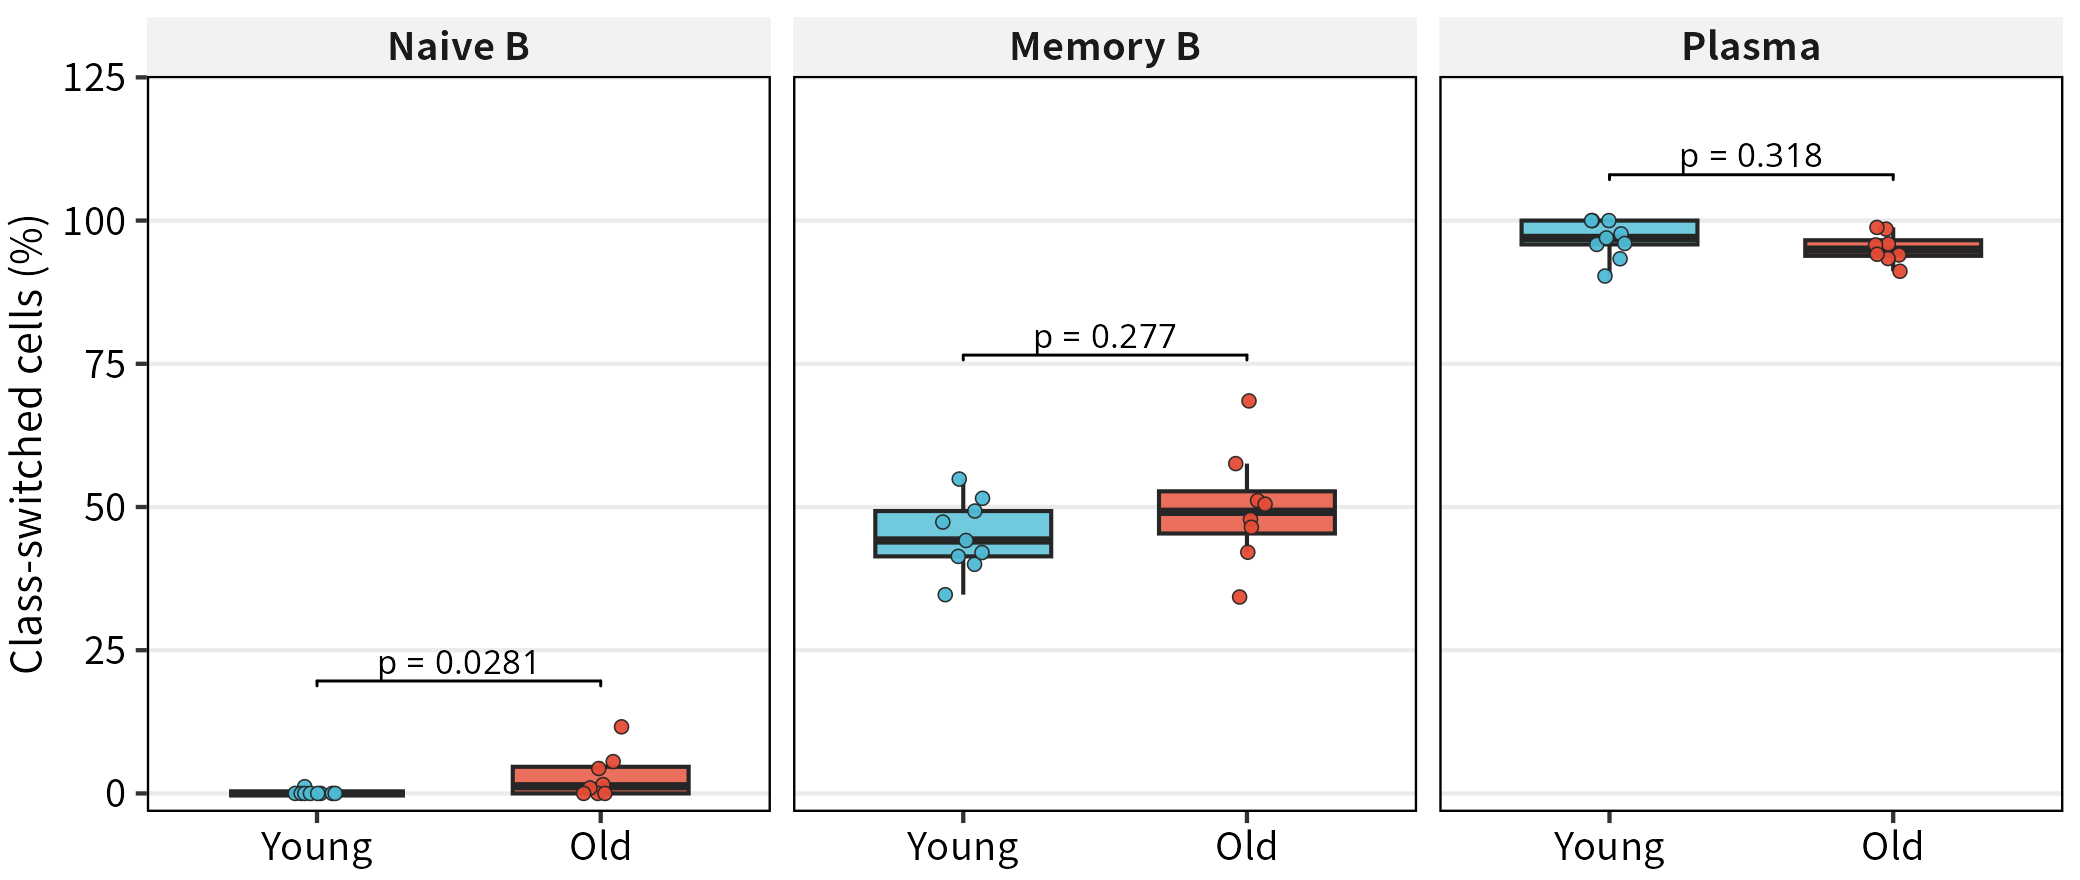 Naive B
Memory B
Plasma
Class-switched cells (%)
125
100
75
50
25
0
p = 0.0281
p = 0.277
p = 0.318
Young
Old
Young
Old
Young
Old